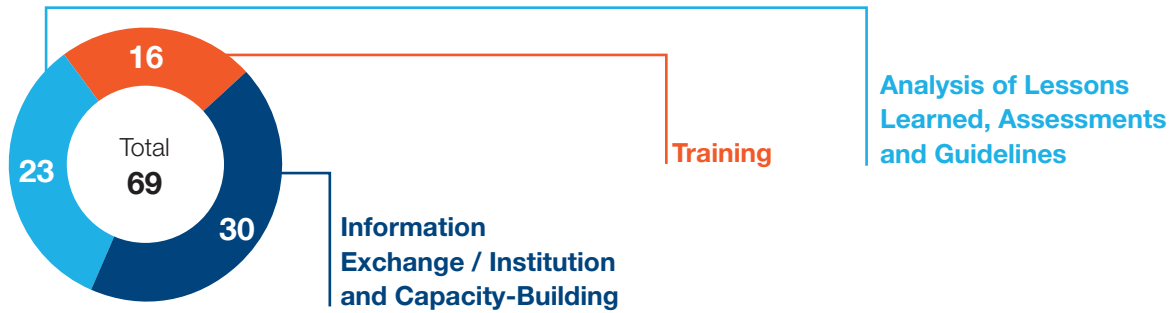 16
Total
69
23
30
Training
Analysis of Lessons
Learned, Assessments
and Guidelines
Information
Exchange / Institution
and Capacity-Building